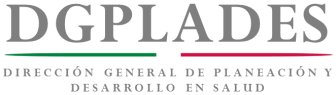 DGPLADES
DIRECCIÓN GENERAL DE PLANEACIÓN Y
DESARROLLO EN SALUD